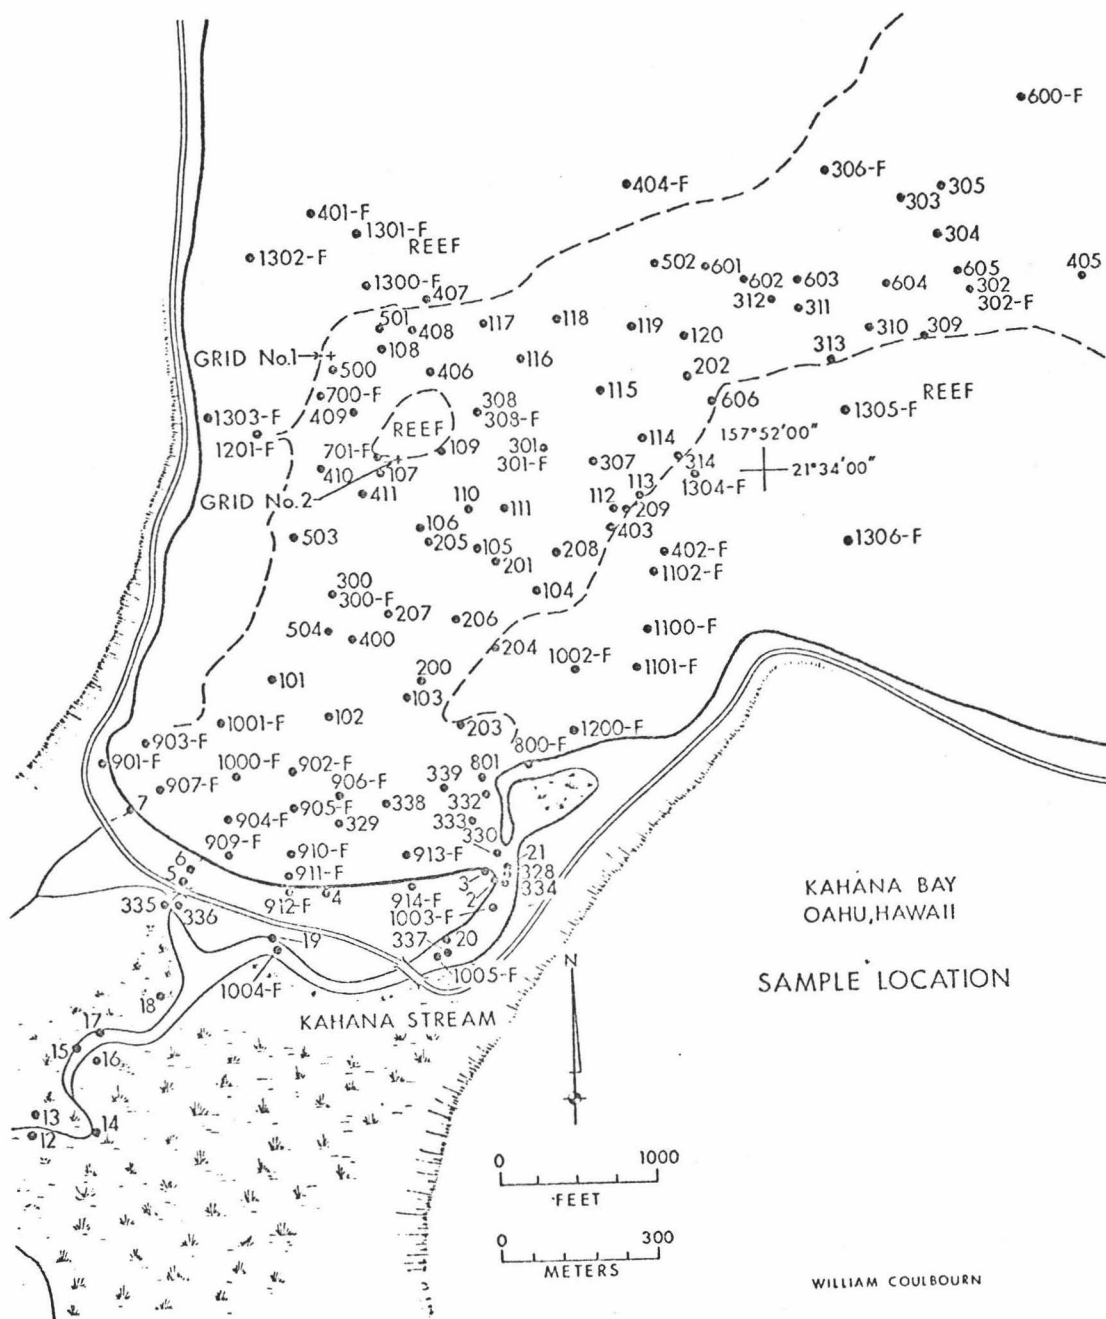 600-F
306-F
404-F
305
303
401-F
1301-F
304
REEF
1302-F
502
601
605
405
602
603
604
302
1300-F
302-F
407
312
311
501
408
117
118
119
310
309
120
108
313
GRID No.1
116
500
406
202
700-F
115
308
606
REEF
409
308-F
1305-F
1303-F
REEF
157°52'00"
1201-F
114
109
301
701-F
301-F
307
314
21°34'00"
410
107
1304-F
411
113
GRID No.2
110
111
112
209
106
403
503
205
105
208
402-F
1306-F
201
1102-F
300
104
300-F
207
206
504
400
1100-F
204
1002-F
1101-F
101
200
103
102
1001-F
203
1200-F
903-F
800-F
901-F
1000-F
902-F
801
906-F
339
907-F
338
332
7
905-F
904-F
329
333
330
909-F
910-F
913-F
21
6
328
5
911-F
3
334
912-F
4
914-F
2
335
336
1003-F
KAHANA BAY
OAHU, HAWAII
19
337
20
1004-F
1005-F
N
SAMPLE LOCATION
18
KAHANA STREAM
17
15
16
13
12
14
0
1000
FEET
0
300
METERS
WILLIAM COULBOURN